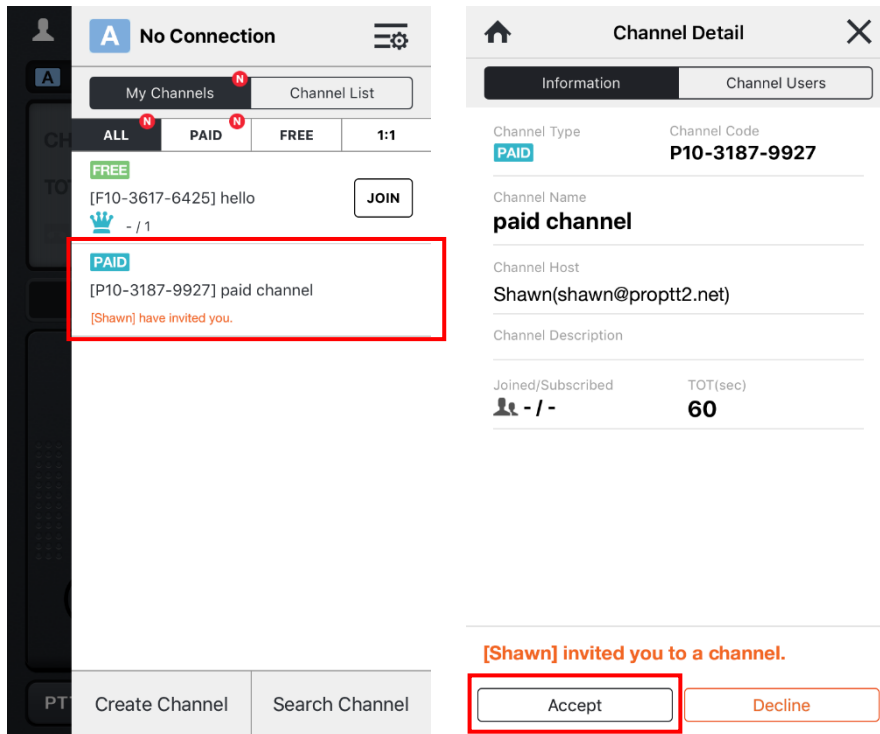 A No Connection
My Channels N Channel List
ALL N PAID N FREE 1:1
FREE
[F10-3617-6425] hello
JOIN
- / 1
PAID
[P10-3187-9927] paid channel
[Shawn] have invited you.
Create Channel Search Channel
A
CH
TO
PT
Channel Detail
Information Channel Users
Channel Type Channel Code
PAID P10-3187-9927
Channel Name
paid channel
Channel Host
Shawn(shawn@proptt2.net)
Channel Description
Joined/Subscribed TOT(sec)
- / - 60
[Shawn] invited you to a channel.
Accept Decline